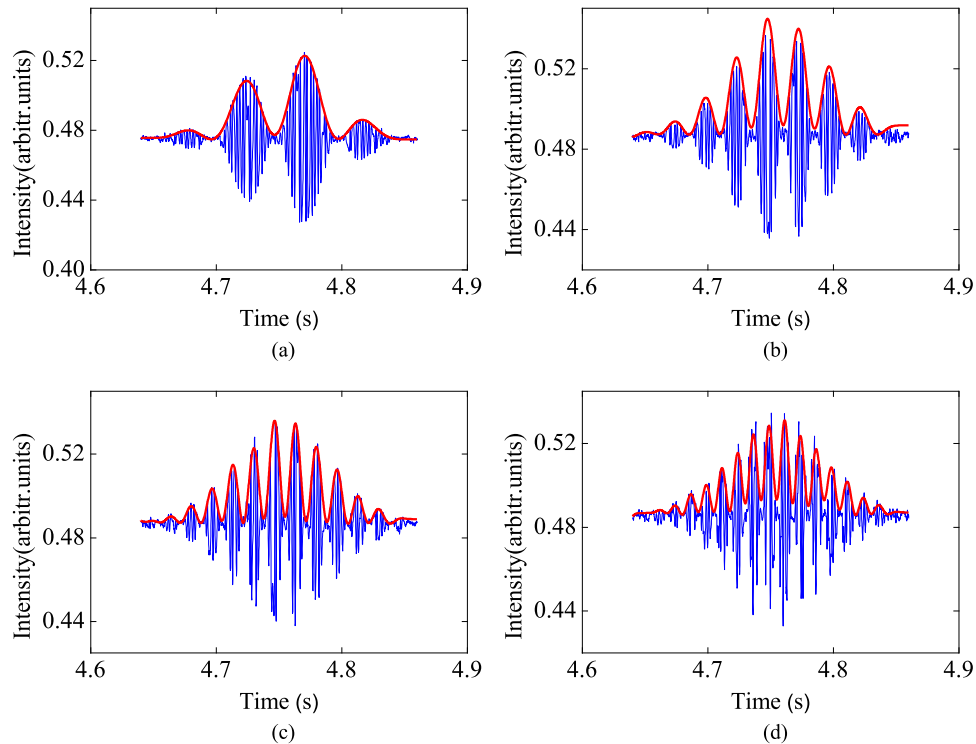 Intensity(arbitr.units)
0.52
0.48
0.44
0.40
4.6 4.7 4.8 4.9
Time (s)
(a)
Intensity(arbitr.units)
0.52
0.48
0.44
4.6 4.7 4.8 4.9
Time (s)
(b)
Intensity(arbitr.units)
0.52
0.48
0.44
4.6 4.7 4.8 4.9
Time (s)
(c)
Intensity(arbitr.units)
0.52
0.48
0.44
4.6 4.7 4.8 4.9
Time (s)
(d)